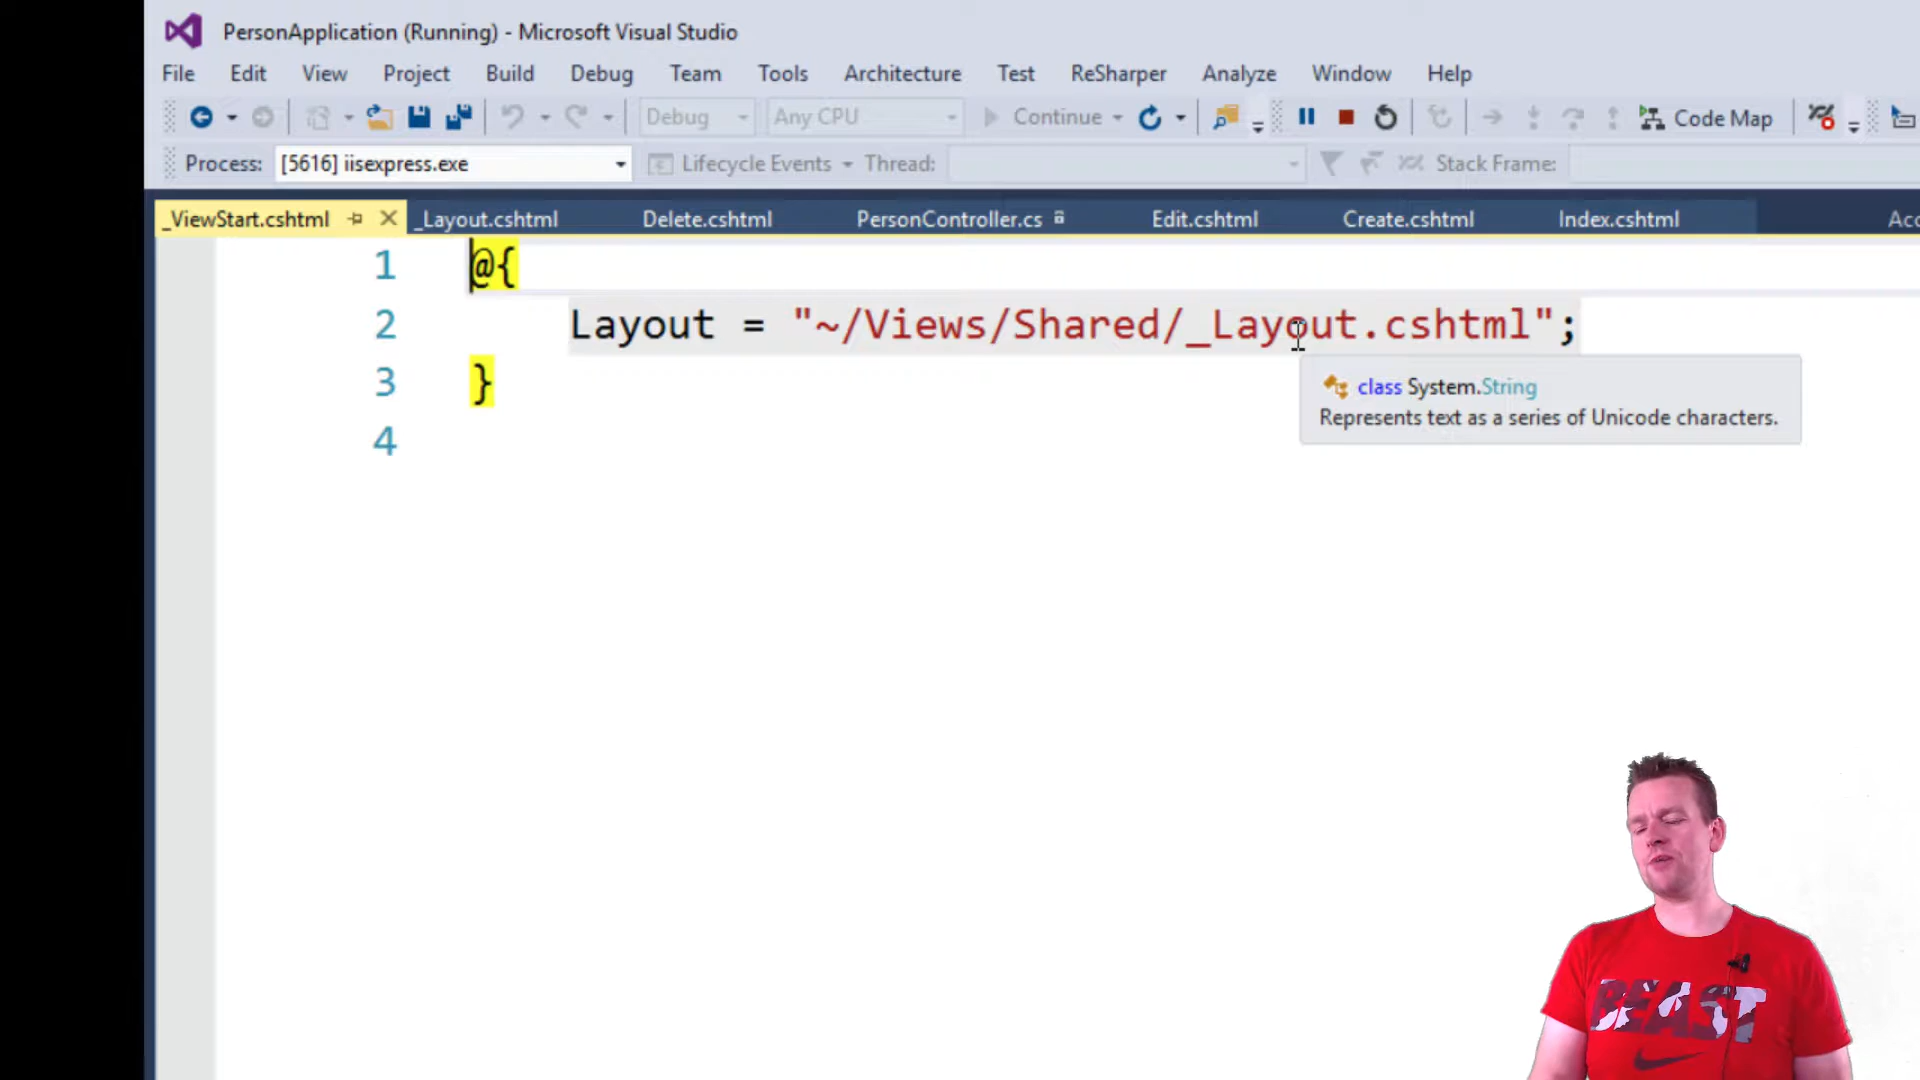 PersonApplication (Running) - Microsoft Visual Studio
File Edit View Project Build Debug Team Tools Architecture Test ReSharper Analyze Window Help
Debug Any CPU Continue Code Map
Process: [5616] iisexpress.exe Lifecycle Events Thread: Stack Frame:
_ViewStart.cshtml _Layout.cshtml Delete.cshtml PersonController.cs Edit.cshtml Create.cshtml Index.cshtml Acc
1 @{
2 Layout = "~/Views/Shared/_Layout.cshtml";
3 }
4
class System.String
Represents text as a series of Unicode characters.
BEAST